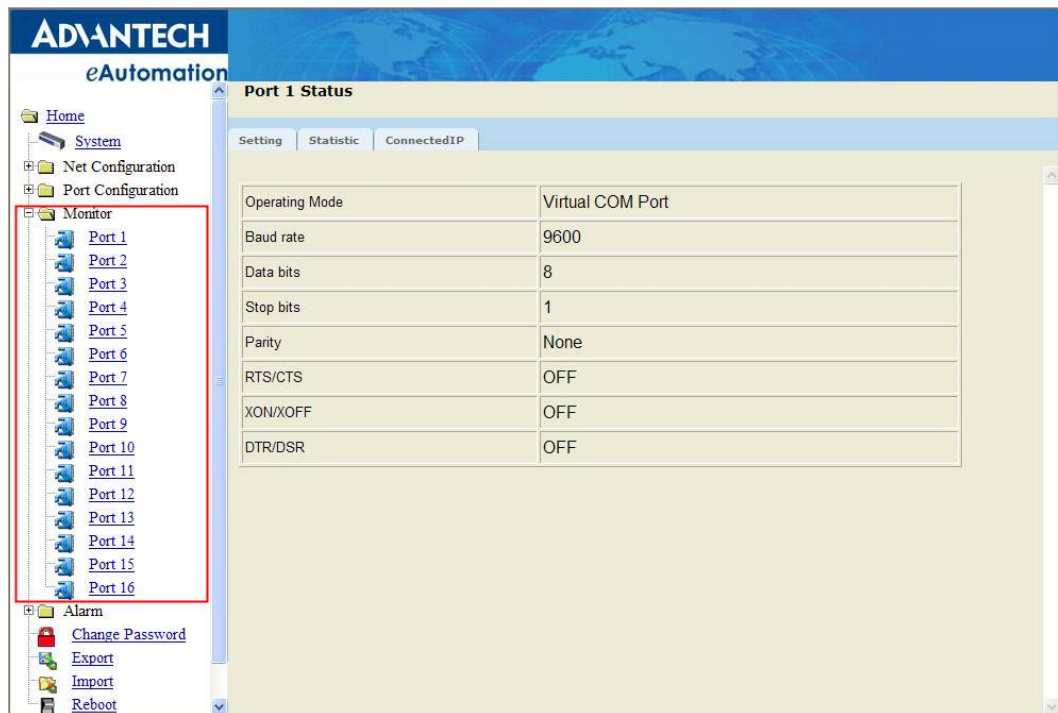 ADVANTECH
eAutomation
Home
System
Net Configuration
Port Configuration
Monitor
Port 1
Port 2
Port 3
Port 4
Port 5
Port 6
Port 7
Port 8
Port 9
Port 10
Port 11
Port 12
Port 13
Port 14
Port 15
Port 16
Alarm
Change Password
Export
Import
Reboot
Port 1 Status
Setting Statistic ConnectedIP
Operating Mode Virtual COM Port
Baud rate 9600
Data bits 8
Stop bits 1
Parity None
RTS/CTS OFF
XON/XOFF OFF
DTR/DSR OFF